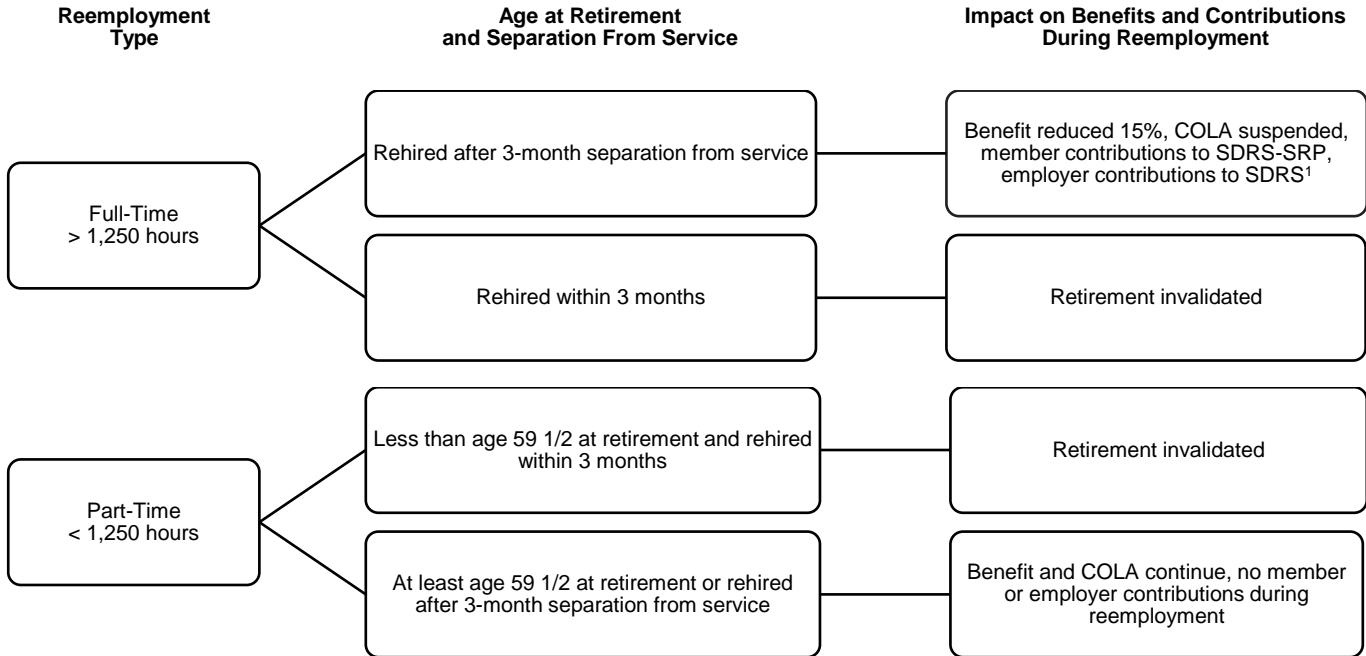 Reemployment
Type
Age at Retirement
and Separation From Service
Impact on Benefits and Contributions
During Reemployment
Full-Time
> 1,250 hours
Rehired after 3-month separation from service
Benefit reduced 15%, COLA suspended,
member contributions to SDRS-SRP,
employer contributions to SDRS¹
Rehired within 3 months
Retirement invalidated
Part-Time
< 1,250 hours
Less than age 59 1/2 at retirement and rehired
within 3 months
Retirement invalidated
At least age 59 1/2 at retirement or rehired
after 3-month separation from service
Benefit and COLA continue, no member
or employer contributions during
reemployment